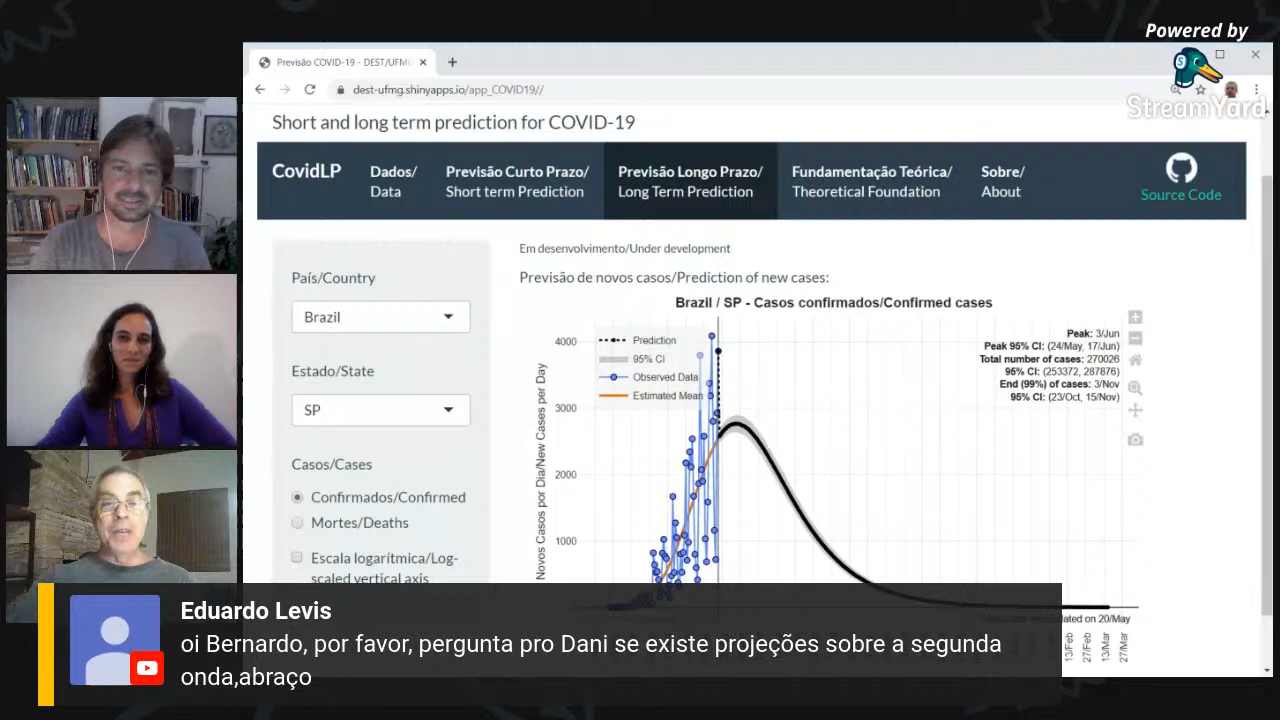 Powered by
StreamYard
Previsão COVID-19 - DEST/UFMG
dest-ufmg.shinyapps.io/app_COVID19//
Short and long term prediction for COVID-19
CovidLP
Dados/
Data
Previsão Curto Prazo/
Short term Prediction
Previsão Longo Prazo/
Long Term Prediction
Fundamentação Teórica/
Theoretical Foundation
Sobre/
About
Source Code
País/Country
Brazil
Estado/State
SP
Casos/Cases
Confirmados/Confirmed
Mortes/Deaths
Escala logarítmica/Log-
scaled vertical axis
Em desenvolvimento/Under development
Previsão de novos casos/Prediction of new cases:
Brazil / SP - Casos confirmados/Confirmed cases
Prediction
95% CI
Observed Data
Estimated Mean
Peak: 3/Jun
Peak 95% CI: (24/May, 17/Jun)
Total number of cases: 270026
95% CI: (253372, 287876)
End (99%) of cases: 3/Nov
95% CI: (23/Oct, 15/Nov)
Novos Casos por Dia/New Cases per Day
4000
3000
2000
1000
on 20/May
13/Feb
27/Feb
13/Mar
27/Mar
Eduardo Levis
oi Bernardo, por favor, pergunta pro Dani se existe projeções sobre a segunda
onda,abraço